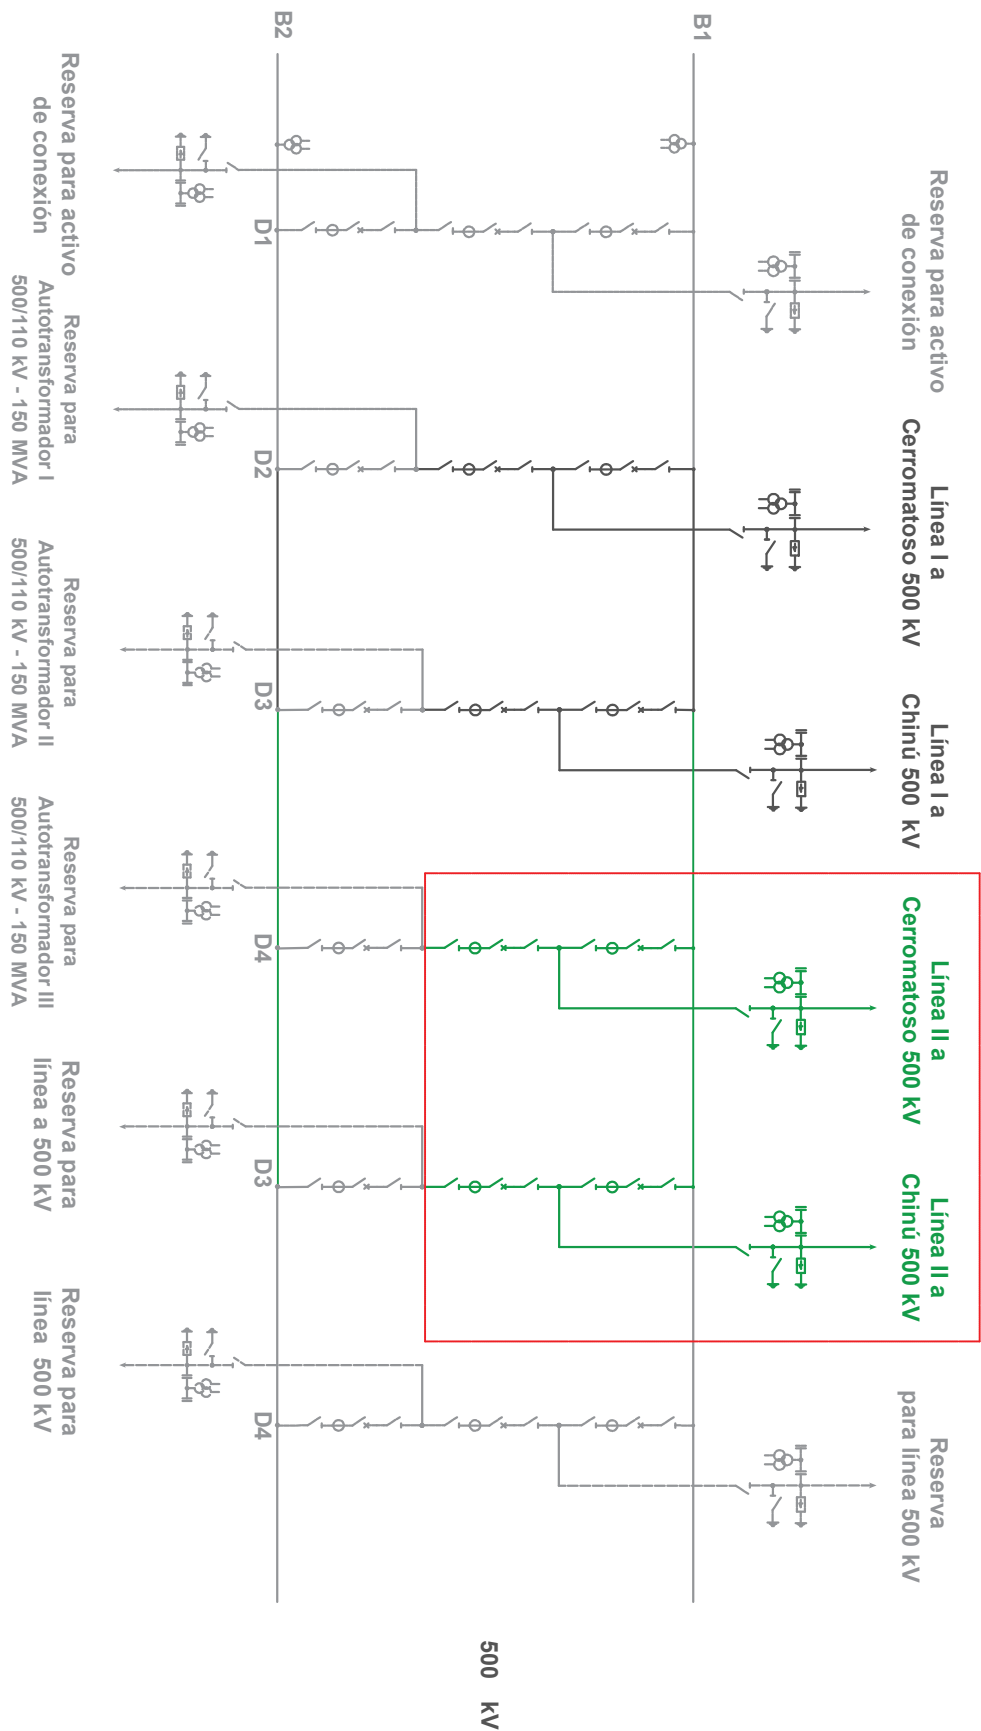 B1
B2
Reserva para activo
de conexión
Línea I a
Cerromatoso 500 kV
Línea I a
Chinú 500 kV
Línea II a
Cerromatoso 500 kV
Línea II a
Chinú 500 kV
Reserva
para línea 500 kV
D1
D2
D3
D4
D3
D4
Reserva para activo
de conexión
Reserva para
Autotransformador I
500/110 kV - 150 MVA
Reserva para
Autotransformador II
500/110 kV - 150 MVA
Reserva para
Autotransformador III
500/110 kV - 150 MVA
Reserva para
línea a 500 kV
Reserva para
línea 500 kV
500 kV